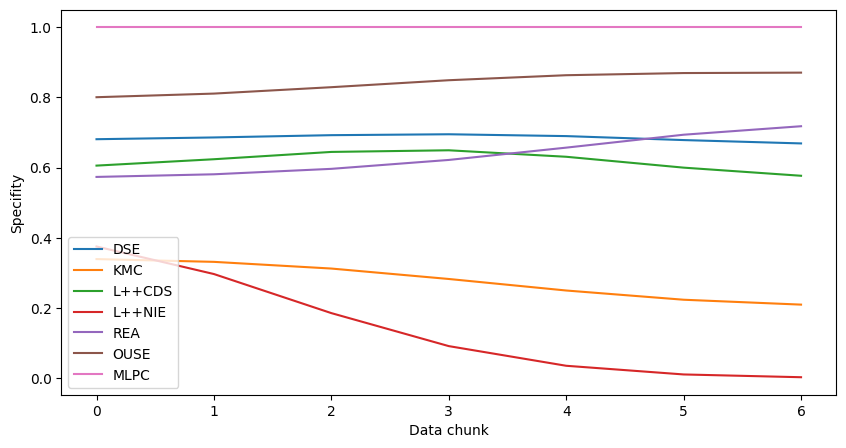 1.0
0.8
0.6
0.4
0.2
0.0
Specifity
DSE
KMC
L++CDS
L++NIE
REA
OUSE
MLPC
0 1 2 3 4 5 6
Data chunk